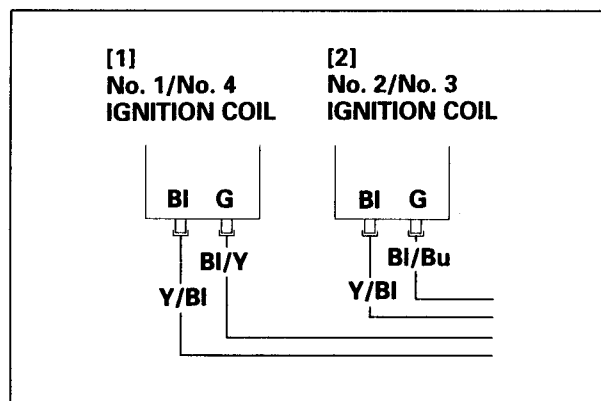 [1]
No. 1/No. 4
IGNITION COIL
[2]
No. 2/No. 3
IGNITION COIL
Bl G
Bl G
Bl/Y
Y/Bl
Bl/Bu
Y/Bl